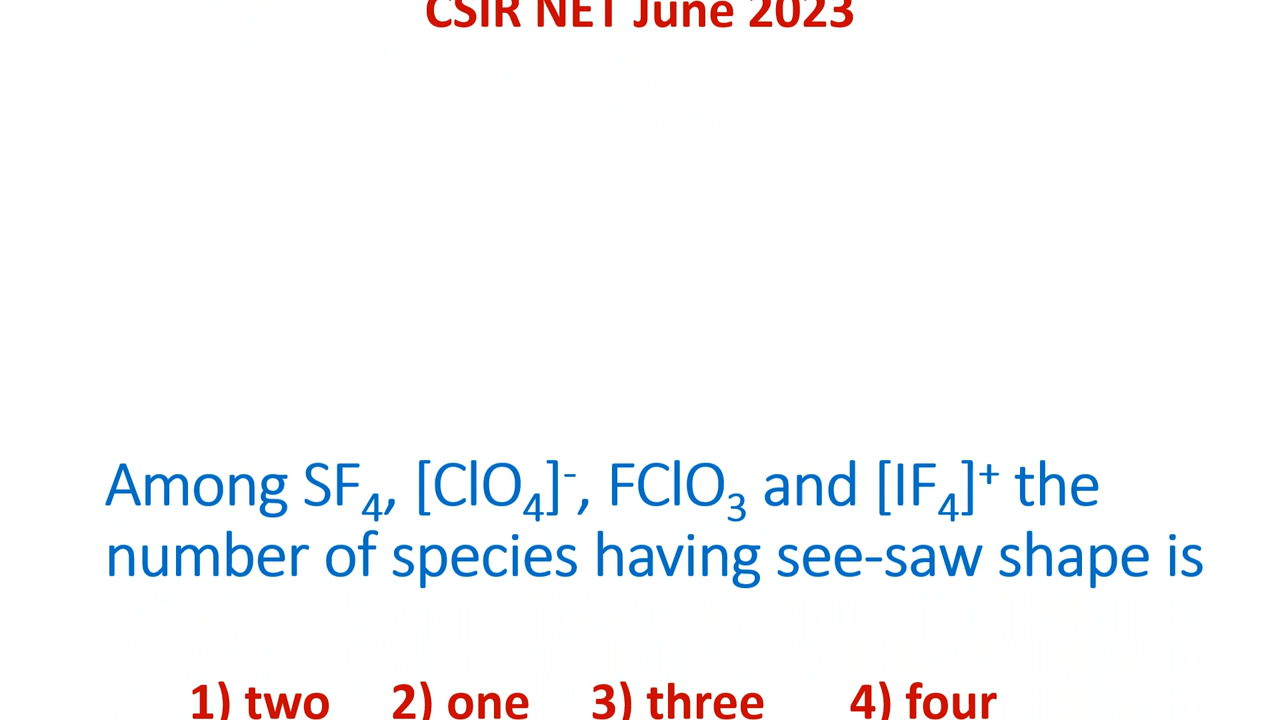 CSIR NET June 2023
Among SF₄, [ClO₄]⁻, FClO₃ and [IF₄]⁺ the
number of species having see-saw shape is
1) two 2) one 3) three 4) four